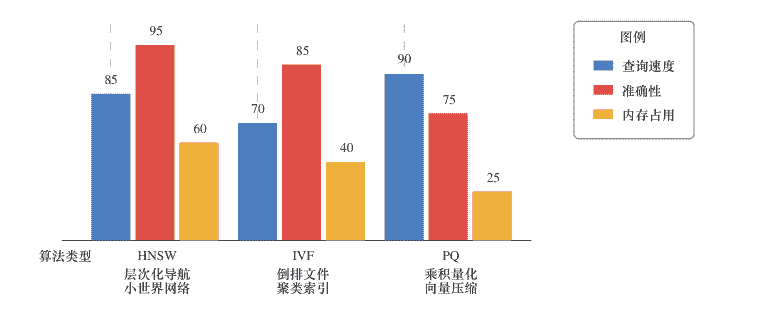 图例
查询速度
准确性
内存占用
85
95
60
70
85
40
90
75
25
算法类型
HNSW
层次化导航
小世界网络
IVF
倒排文件
聚类索引
PQ
乘积量化
向量压缩